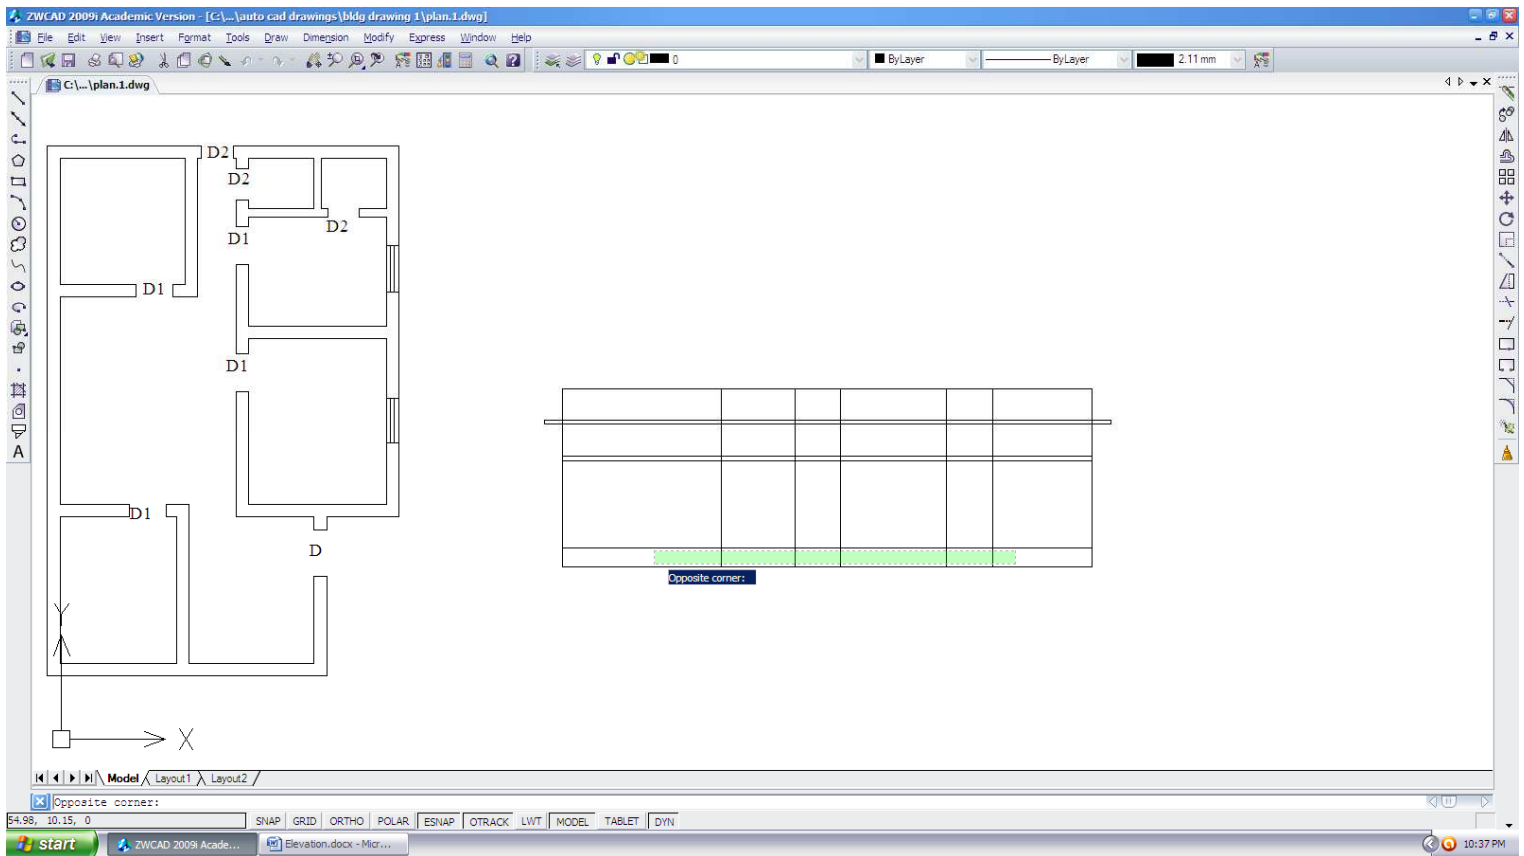 ZWCAD 2009i Academic Version - [C:\...\auto cad drawings\bldg drawing 1\plan.1.dwg]
File Edit View Insert Format Tools Draw Dimension Modify Express Window Help
0 ByLayer ByLayer 2.11 mm
C:\...\plan.1.dwg
D2
D2
D2
D1
D1
D1
D1
D
Opposite corner:
Y
X
Model Layout1 Layout2
Opposite corner:
54.98, 10.15, 0 SNAP GRID ORTHO POLAR ESNAP OTRACK LWT MODEL TABLET DYN
start ZWCAD 2009i Acade... Elevation.docx - Micr... 10:37 PM